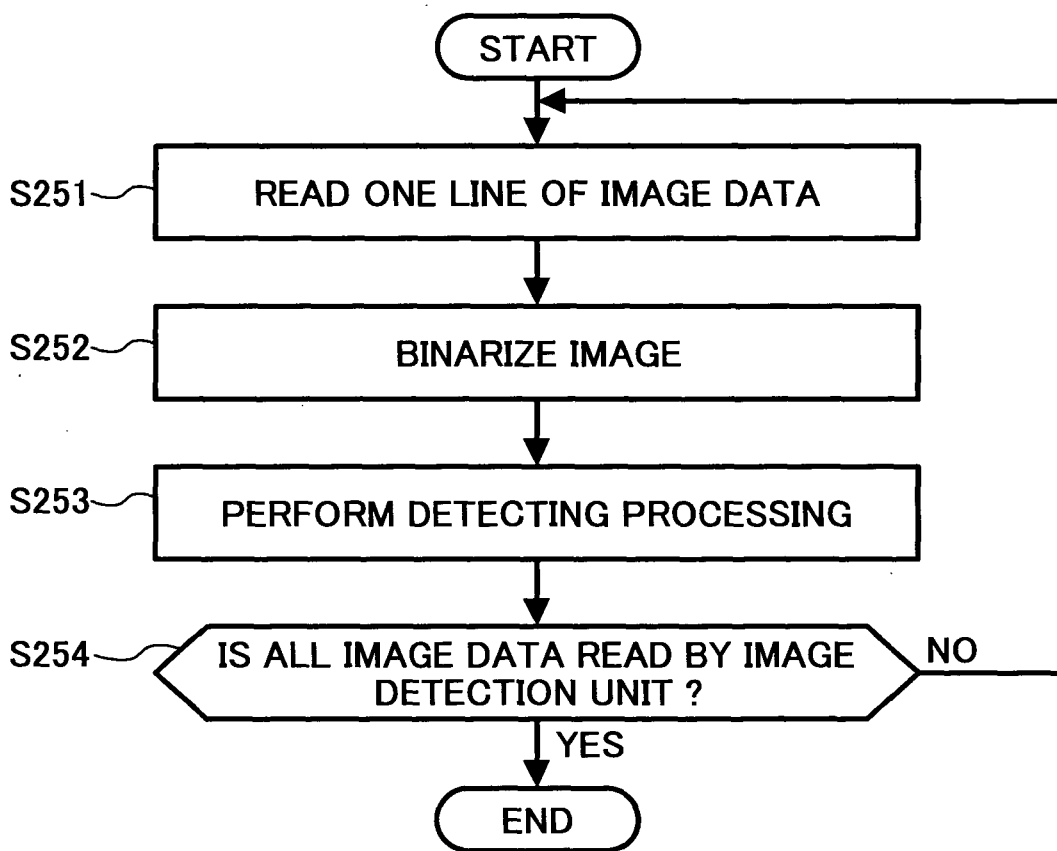 START
S251
READ ONE LINE OF IMAGE DATA
S252
BINARIZE IMAGE
S253
PERFORM DETECTING PROCESSING
S254
IS ALL IMAGE DATA READ BY IMAGE
DETECTION UNIT ?
NO
YES
END